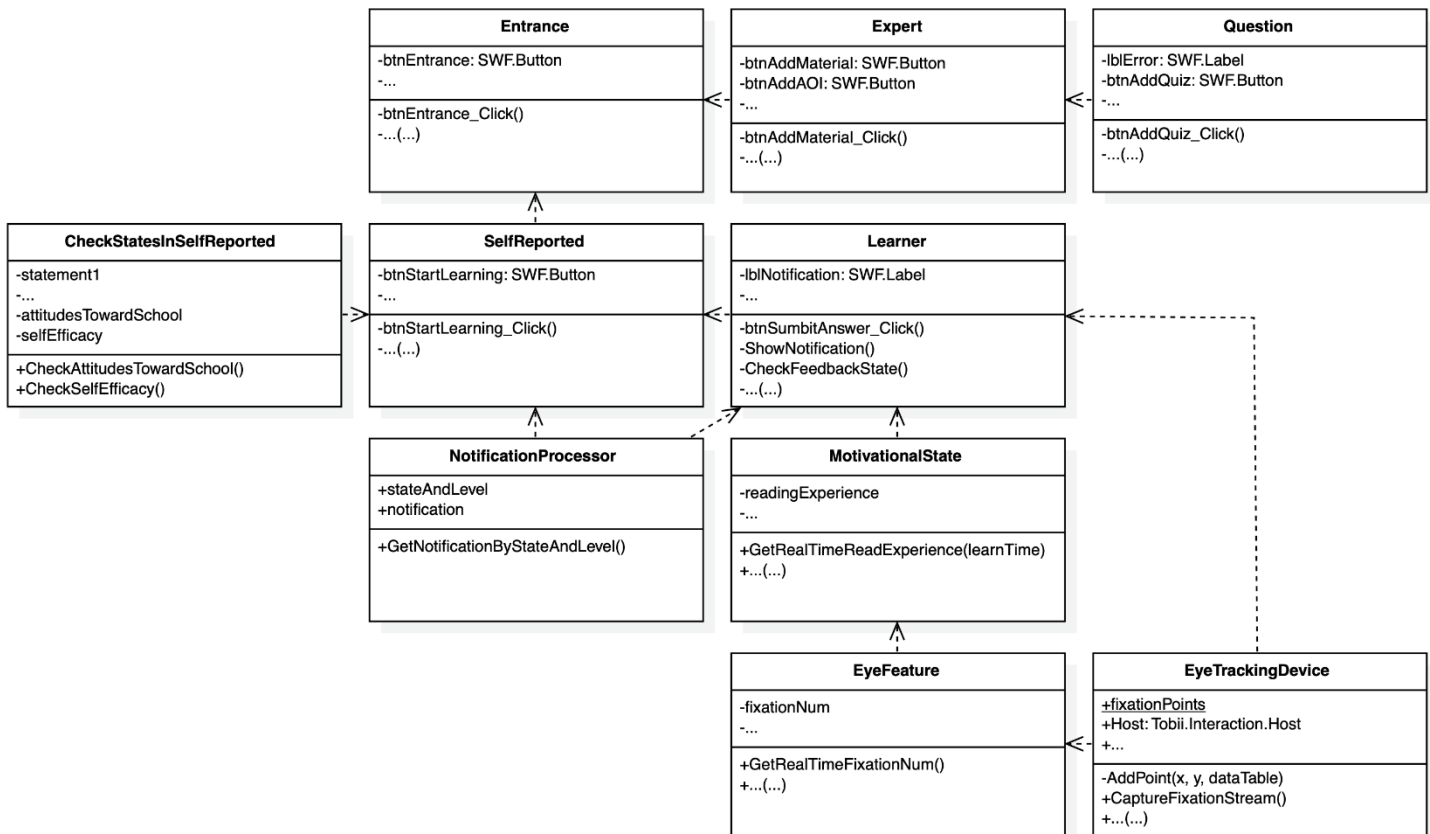 Entrance
-btnEntrance: SWF.Button
-...
-btnEntrance_Click()
-...(...)
Expert
-btnAddMaterial: SWF.Button
-btnAddAOI: SWF.Button
-...
-btnAddMaterial_Click()
-...(...)
Question
-lblError: SWF.Label
-btnAddQuiz: SWF.Button
-...
-btnAddQuiz_Click()
-...(...)
CheckStatesInSelfReported
-statement1
-...
-attitudesTowardSchool
-selfEfficacy
+CheckAttitudesTowardSchool()
+CheckSelfEfficacy()
SelfReported
-btnStartLearning: SWF.Button
-...
-btnStartLearning_Click()
-...(...)
Learner
-lblNotification: SWF.Label
-...
-btnSumbitAnswer_Click()
-ShowNotification()
-CheckFeedbackState()
-...(...)
NotificationProcessor
+stateAndLevel
+notification
+GetNotificationByStateAndLevel()
MotivationalState
-readingExperience
-...
+GetRealTimeReadExperience(learnTime)
+...(...)
EyeFeature
-fixationNum
-...
+GetRealTimeFixationNum()
+...(...)
EyeTrackingDevice
+fixationPoints
+Host: Tobii.Interaction.Host
+...
-AddPoint(x, y, dataTable)
+CaptureFixationStream()
+...(...)